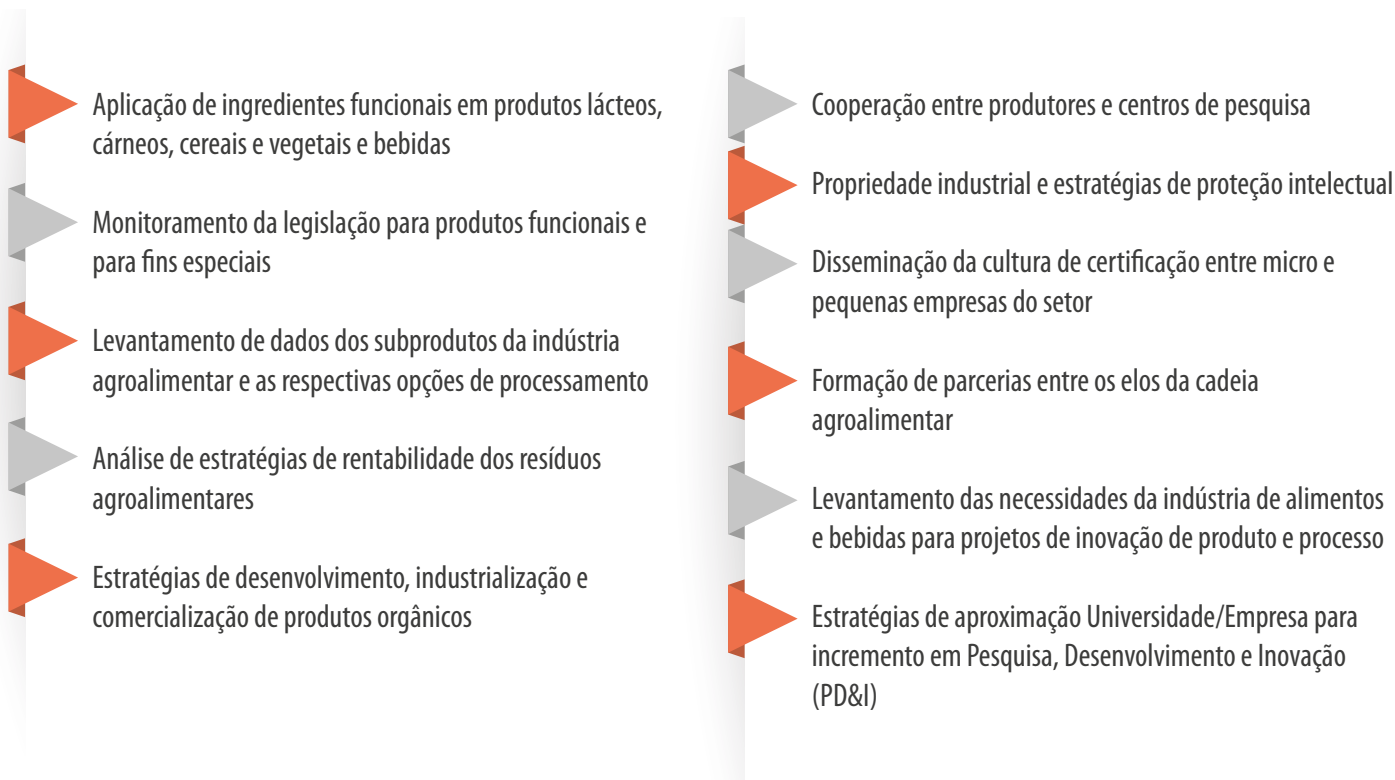 Aplicação de ingredientes funcionais em produtos lácteos,
cárneos, cereais e vegetais e bebidas
Monitoramento da legislação para produtos funcionais e
para fins especiais
Levantamento de dados dos subprodutos da indústria
agroalimentar e as respectivas opções de processamento
Análise de estratégias de rentabilidade dos resíduos
agroalimentares
Estratégias de desenvolvimento, industrialização e
comercialização de produtos orgânicos
Cooperação entre produtores e centros de pesquisa
Propriedade industrial e estratégias de proteção intelectual
Disseminação da cultura de certificação entre micro e
pequenas empresas do setor
Formação de parcerias entre os elos da cadeia
agroalimentar
Levantamento das necessidades da indústria de alimentos
e bebidas para projetos de inovação de produto e processo
Estratégias de aproximação Universidade/Empresa para
incremento em Pesquisa, Desenvolvimento e Inovação
(PD&I)